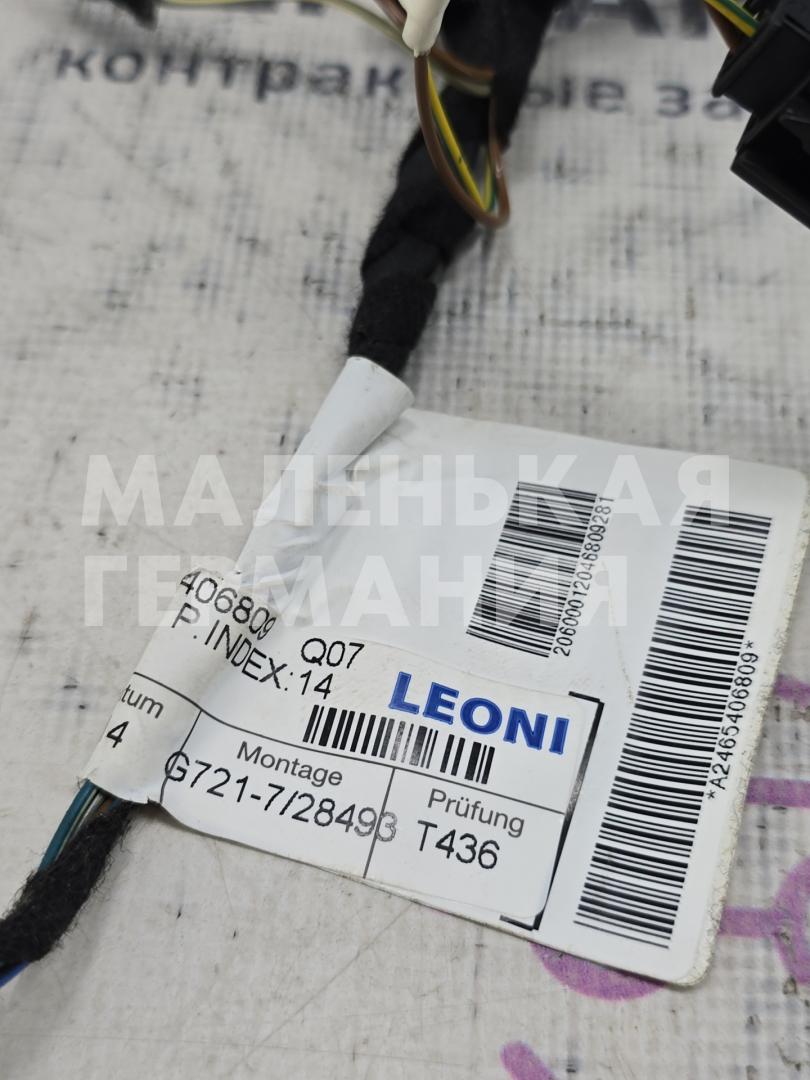 контрак ые за
МАЛЕНЬКАЯ
ГЕРМАНИЯ
20600012046809281
*A2465406809*
406809 Q07
P.INDEX:14
LEONI
tum
4
Montage
G721-7/28493
Prüfung
T436